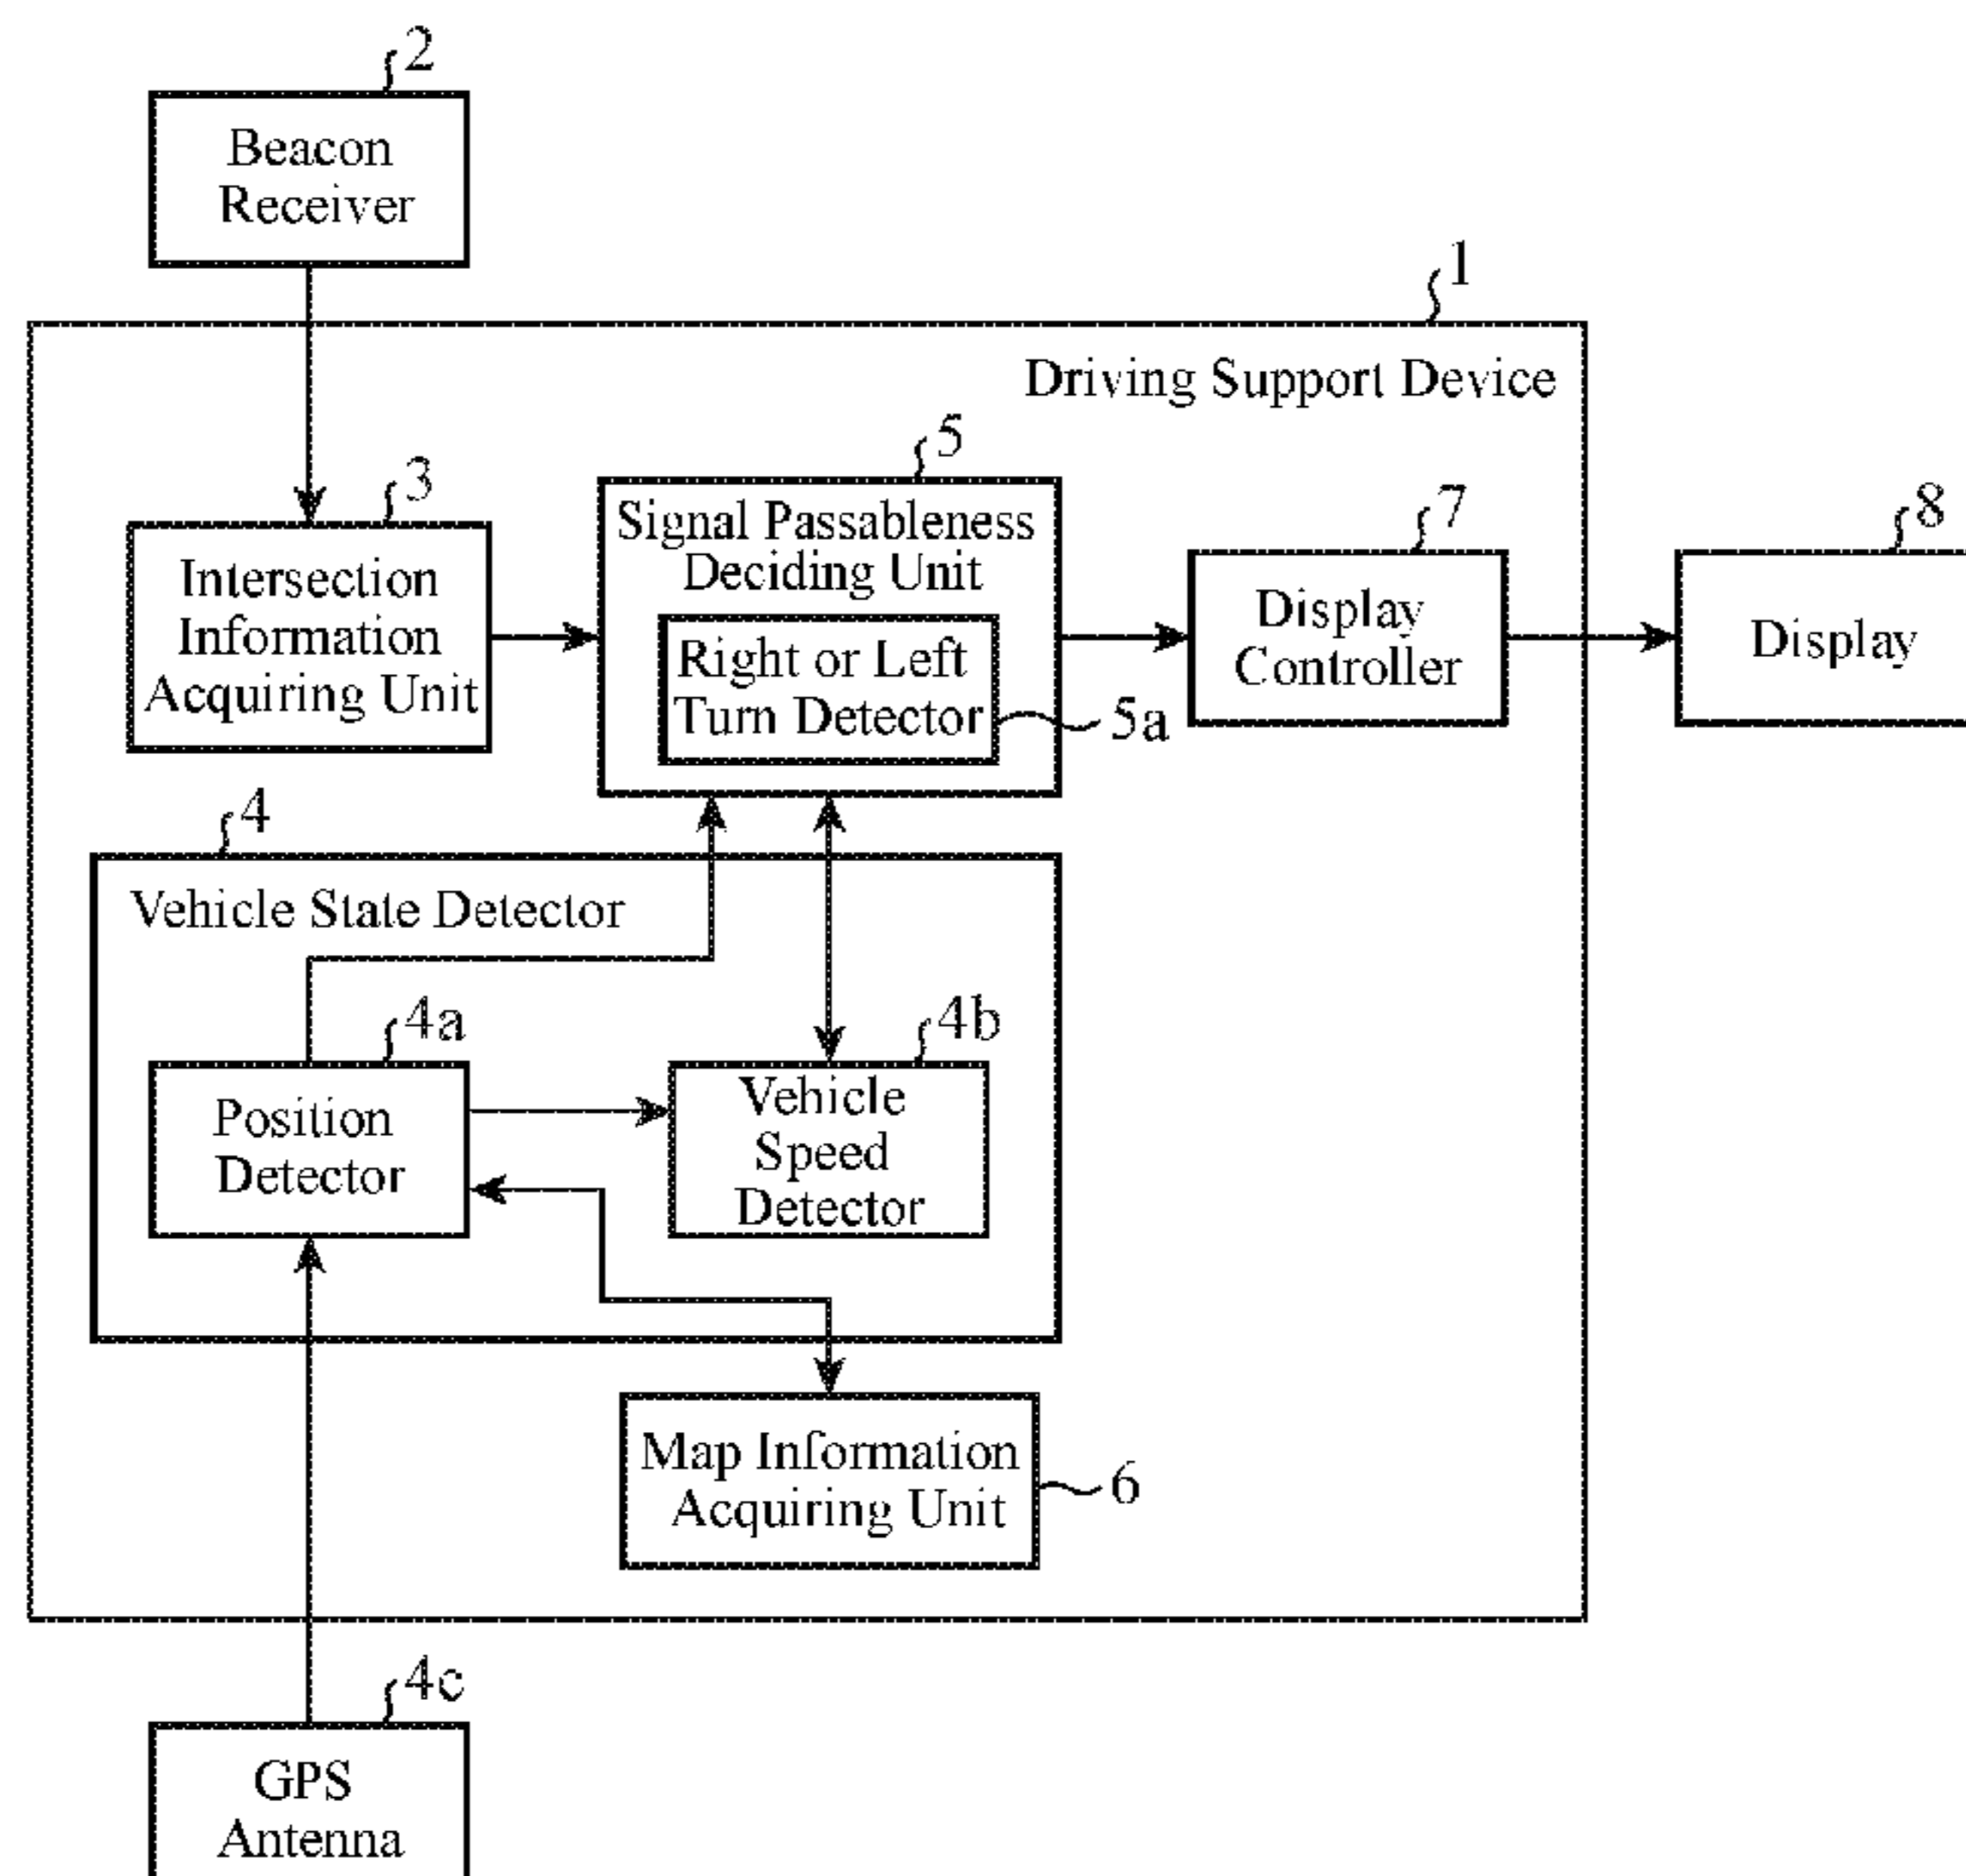 2
Beacon
Receiver
1
Driving Support Device
3
Intersection
Information
Acquiring Unit
5
Signal Passableness
Deciding Unit
Right or Left
Turn Detector
5a
7
Display
Controller
8
Display
4
Vehicle State Detector
4a
Position
Detector
4b
Vehicle
Speed
Detector
Map Information
Acquiring Unit
6
4c
GPS
Antenna